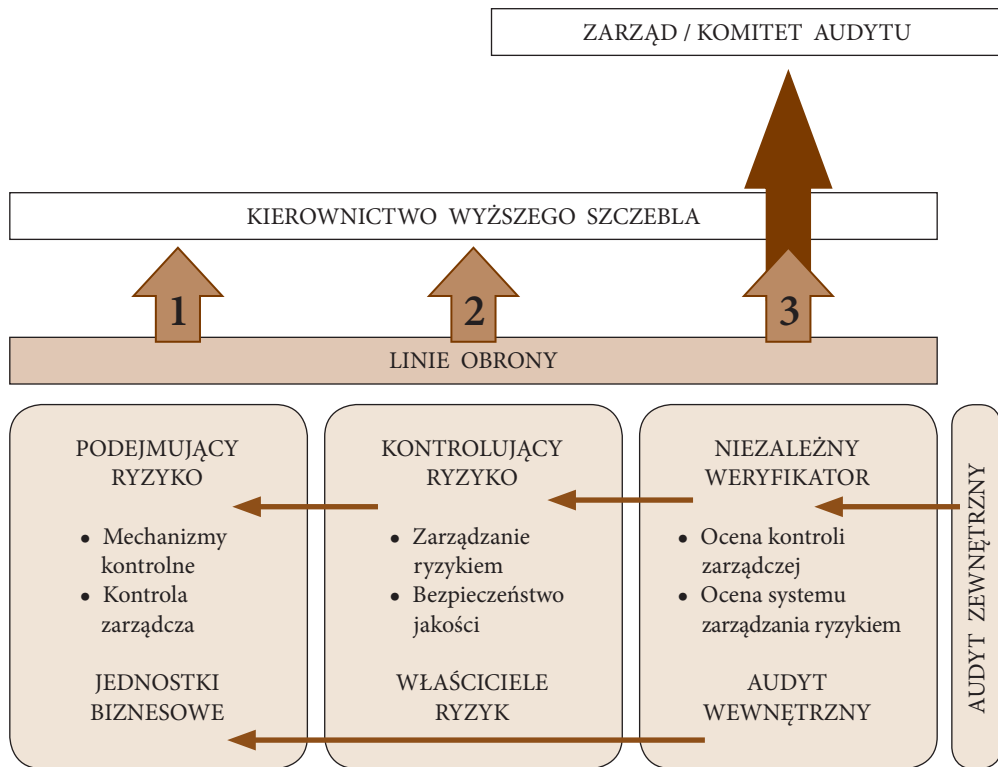 ZARZĄD / KOMITET AUDYTU
KIEROWNICTWO WYŻSZEGO SZCZEBLA
1
2
3
LINIE OBRONY
PODEJMUJĄCY
RYZYKO
• Mechanizmy
kontrolne
• Kontrola
zarządcza
JEDNOSTKI
BIZNESOWE
KONTROLUJĄCY
RYZYKO
• Zarządzanie
ryzykiem
• Bezpieczeństwo
jakości
WŁAŚCICIELE
RYZYK
NIEZALEŻNY
WERYFIKATOR
• Ocena kontroli
zarządczej
• Ocena systemu
zarządzania ryzykiem
AUDYT
WEWNĘTRZNY
AUDYT ZEWNĘTRZNY